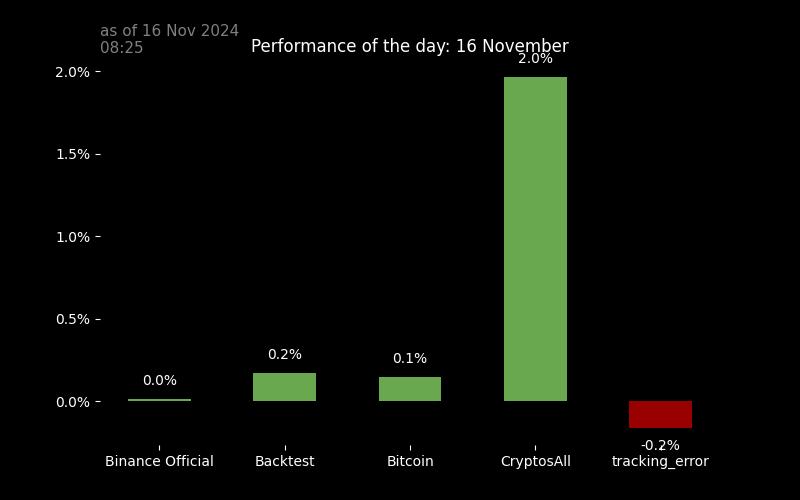 as of 16 Nov 2024
08:25
Performance of the day: 16 November
2.0%
2.0%
1.5%
1.0%
0.5%
0.2%
0.1%
0.0%
0.0%
-0.2%
Binance Official
Backtest
Bitcoin
CryptosAll
tracking_error